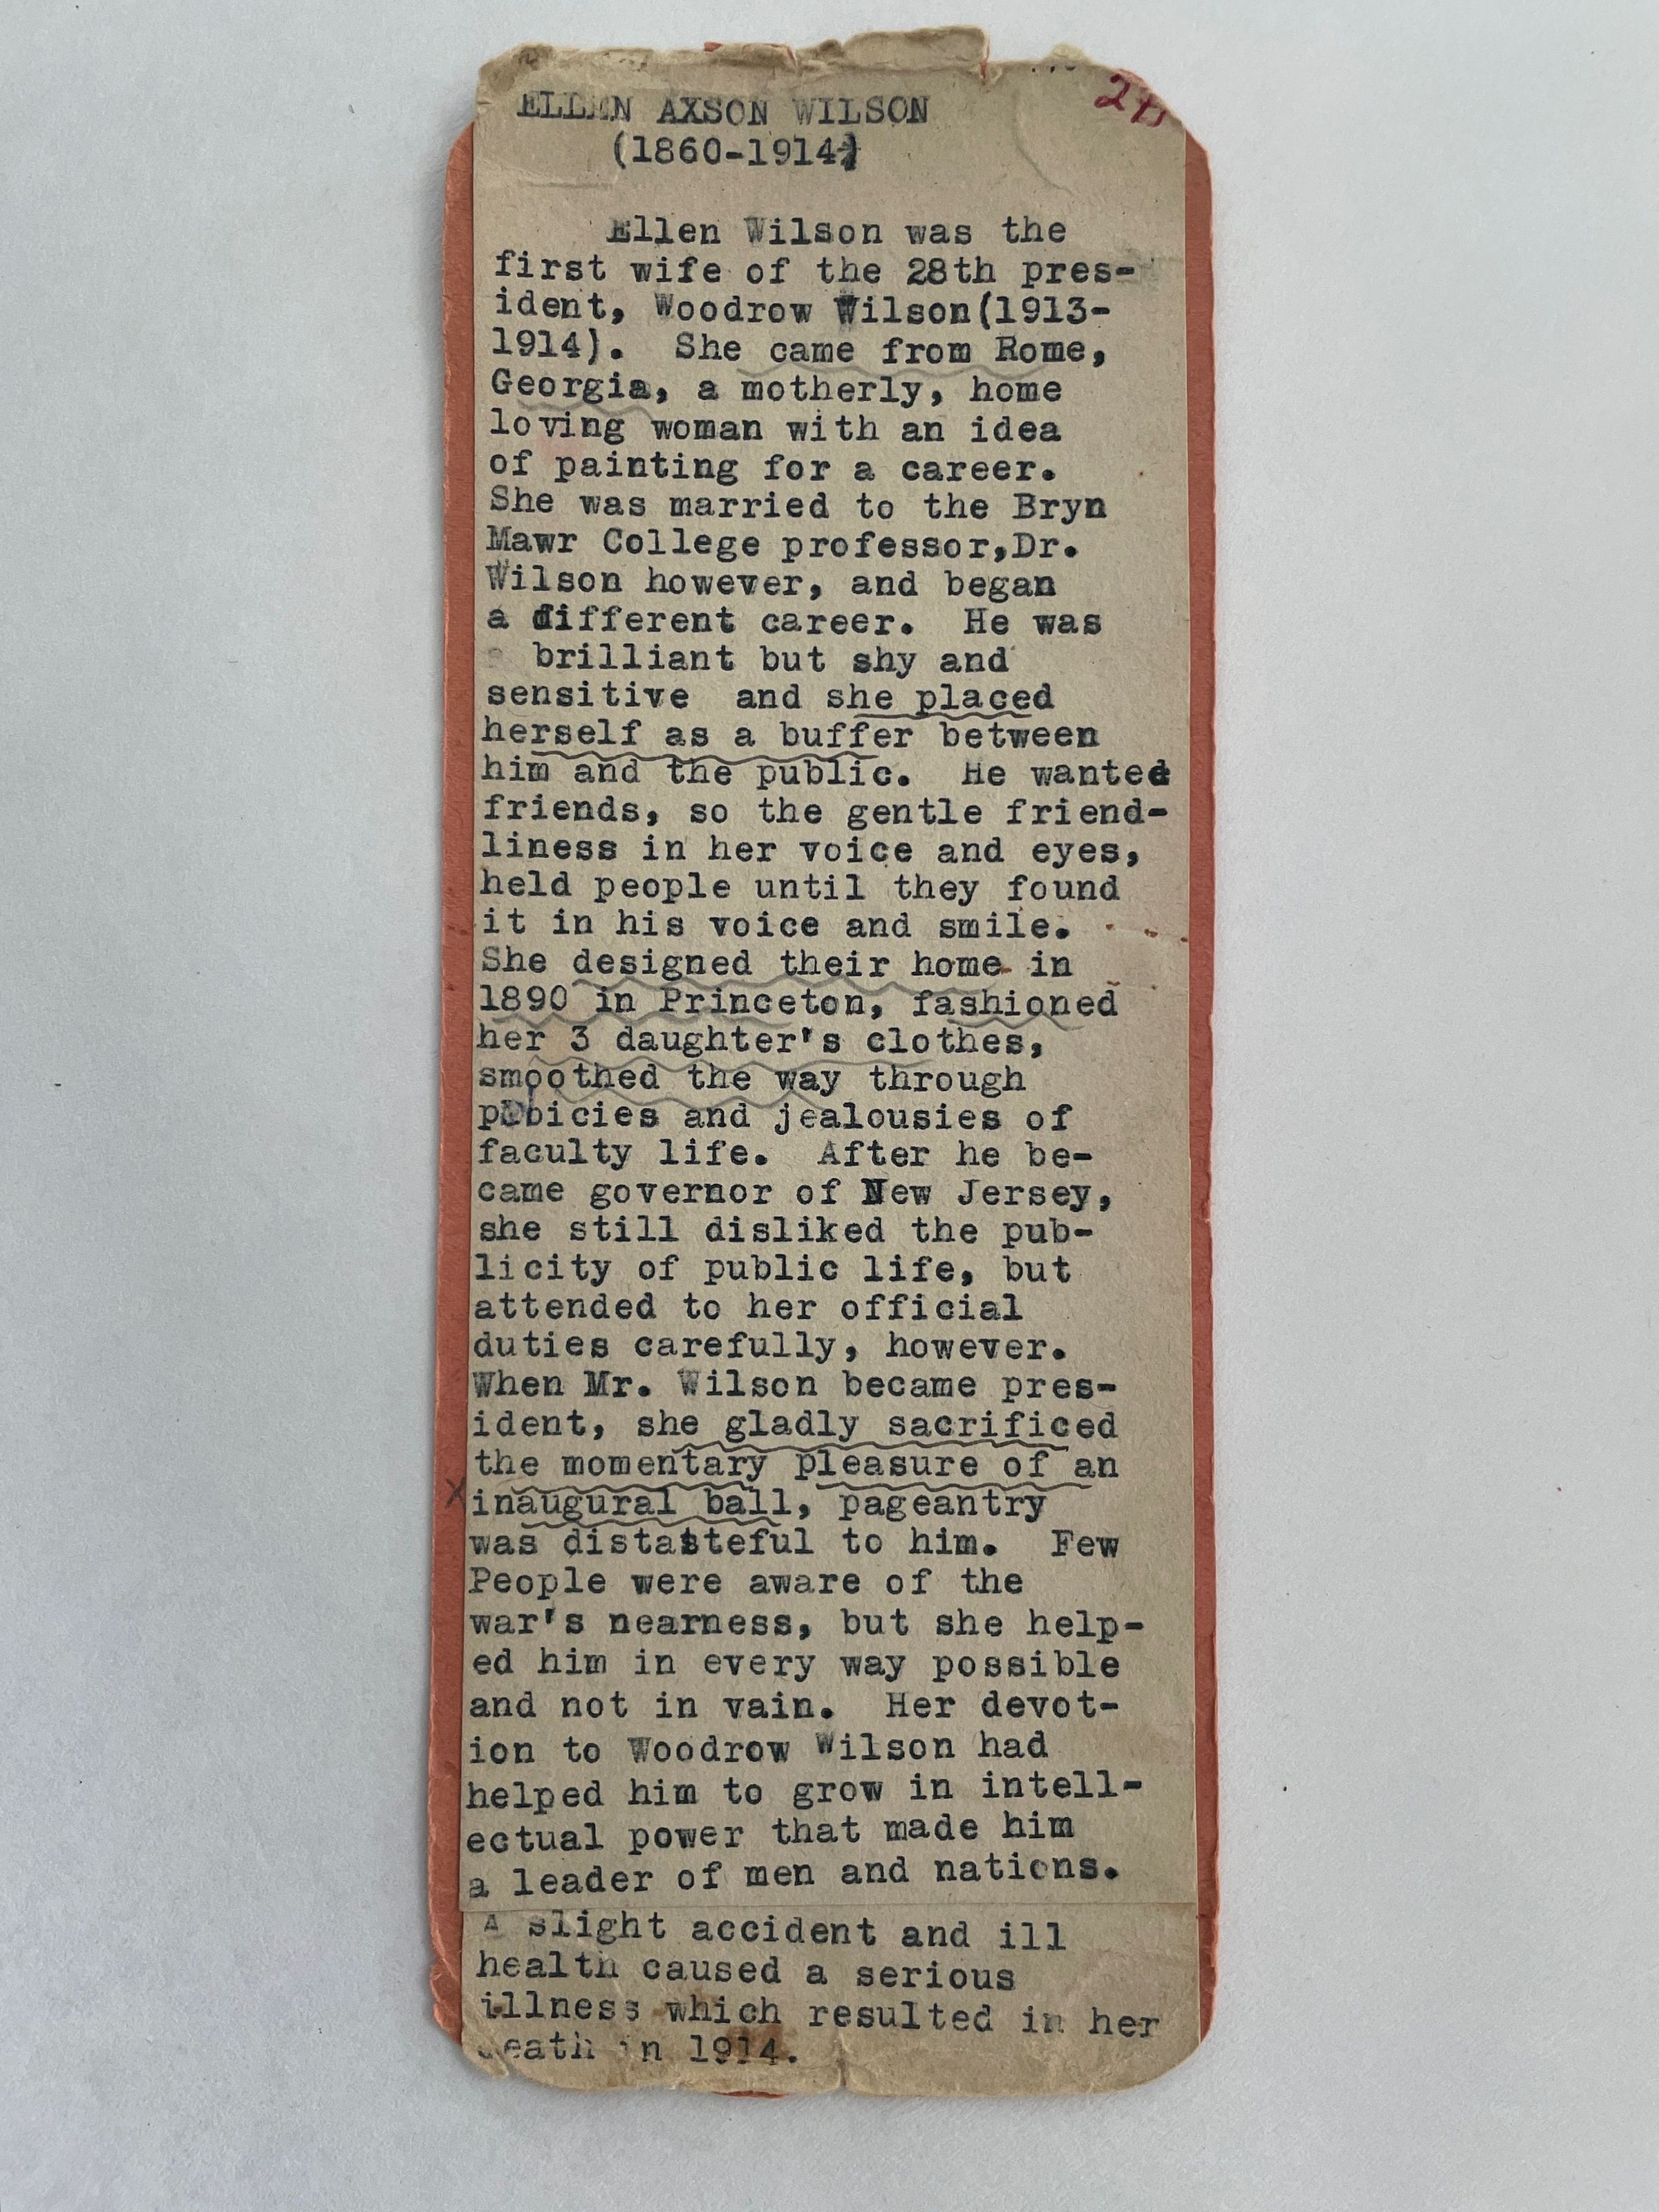 ELLEN AXSON WILSON
(1860-1914)
Ellen Wilson was the
first wife of the 28th pres-
ident, Woodrow Wilson(1913-
1914). She came from Rome,
Georgia, a motherly, home
loving woman with an idea
of painting for a career.
She was married to the Bryn
Mawr College professor,Dr.
Wilson however, and began
a different career. He was
brilliant but shy and
sensitive and she placed
herself as a buffer between
him and the public. He wanted
friends, so the gentle friend-
liness in her voice and eyes,
held people until they found
it in his voice and smile.
She designed their home in
1890 in Princeton, fashioned
her 3 daughter's clothes,
smoothed the way through
and jealousies of
faculty life. After he be-
came governor of New Jersey,
she still disliked the pub-
licity of public life, but
attended to her official
duties carefully, however.
When Mr. Wilson became pres-
ident, she gladly sacrificed
the momentary pleasure of an
x inaugural ball, pageantry
was distatteful to him. Few
People were aware of the
war's nearness, but she help-
ed him in every way possible
and not in vain. Her devot-
ion to Woodrow Wilson had
helped him to grow in intell-
ectual power that made him
a leader of men and nations.
A slight accident and ill
health caused a serious
illness which resulted in her
death in 1914.